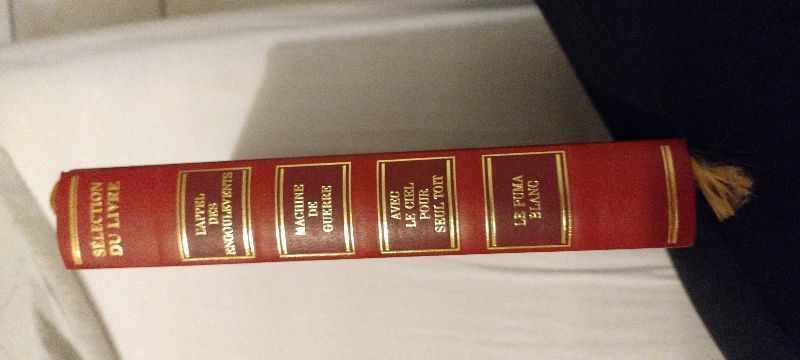 SÉLECTION
DU LIVRE
L'APPEL
DES
ENGOULEVENTS
MACHINE
DE
GUERRE
AVEC
LE CIEL
POUR
SEUL TOIT
LE PUMA
BLANC